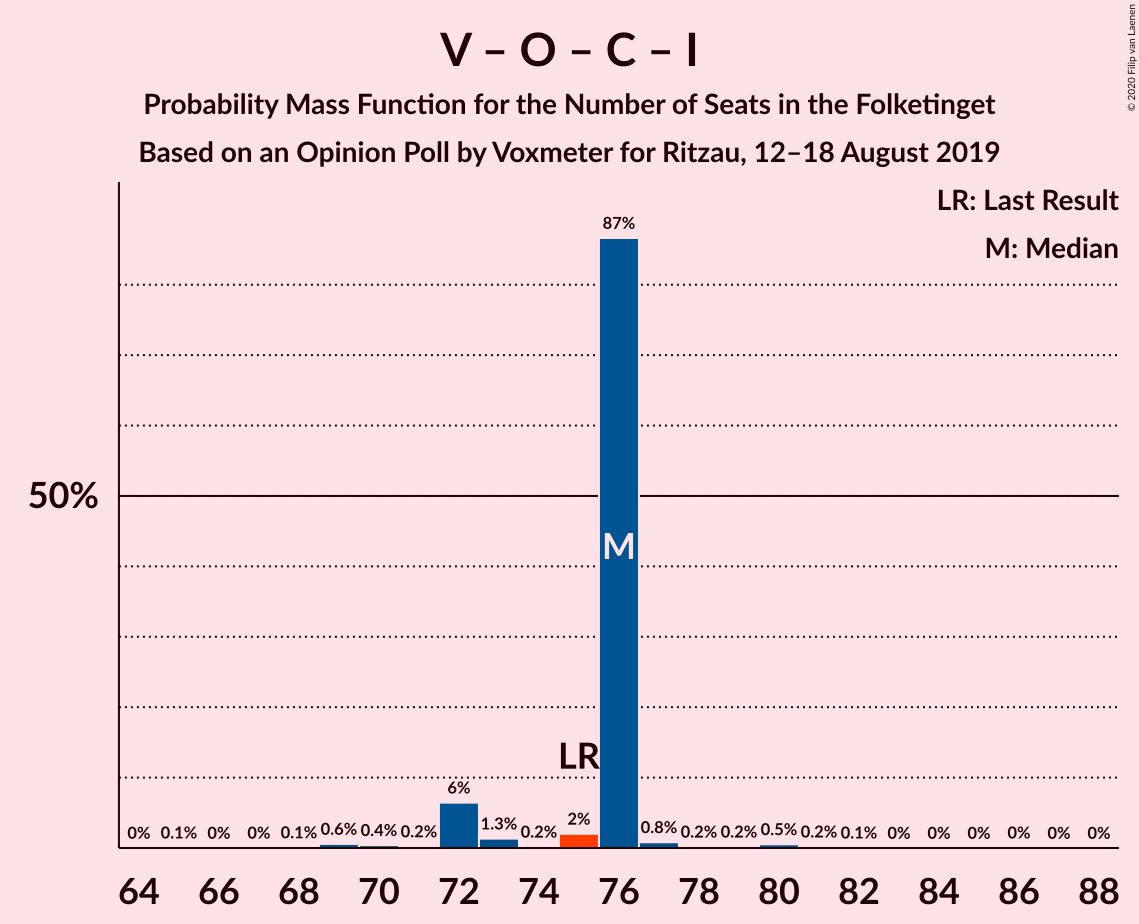 V – O – C – I
Probability Mass Function for the Number of Seats in the Folketinget
Based on an Opinion Poll by Voxmeter for Ritzau, 12–18 August 2019
© 2020 Filip van Laenen
LR: Last Result
M: Median
87%
50%
M
LR
0% 0.1% 0% 0% 0.1% 0.6% 0.4% 0.2% 6% 1.3% 0.2% 2% 0.8% 0.2% 0.2% 0.5% 0.2% 0.1% 0% 0% 0% 0% 0% 0%
64 66 68 70 72 74 76 78 80 82 84 86 88